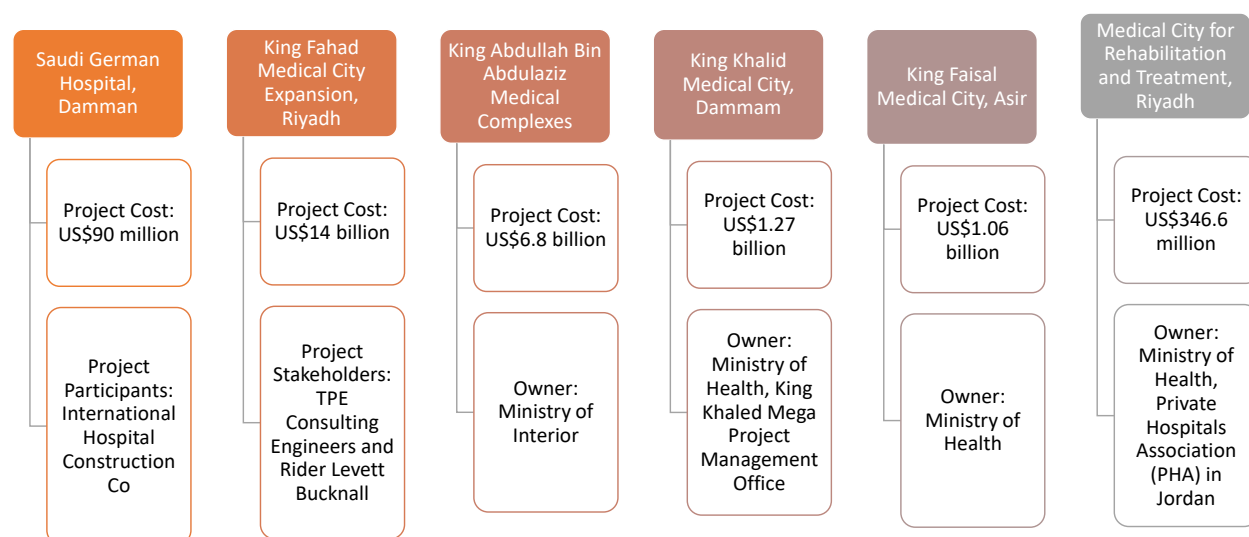 Saudi German
Hospital,
Damman
Project Cost:
US$90 million
Project
Participants:
International
Hospital
Construction
Co
King Fahad
Medical City
Expansion,
Riyadh
Project Cost:
US$14 billion
Project
Stakeholders:
TPE
Consulting
Engineers and
Rider Levett
Bucknall
King Abdullah Bin
Abdulaziz
Medical
Complexes
Project Cost:
US$6.8 billion
Owner:
Ministry of
Interior
King Khalid
Medical City,
Dammam
Project Cost:
US$1.27
billion
Owner:
Ministry of
Health, King
Khaled Mega
Project
Management
Office
King Faisal
Medical City, Asir
Project Cost:
US$1.06
billion
Owner:
Ministry of
Health
Medical City for
Rehabilitation
and Treatment,
Riyadh
Project Cost:
US$346.6
million
Owner:
Ministry of
Health,
Private
Hospitals
Association
(PHA) in
Jordan